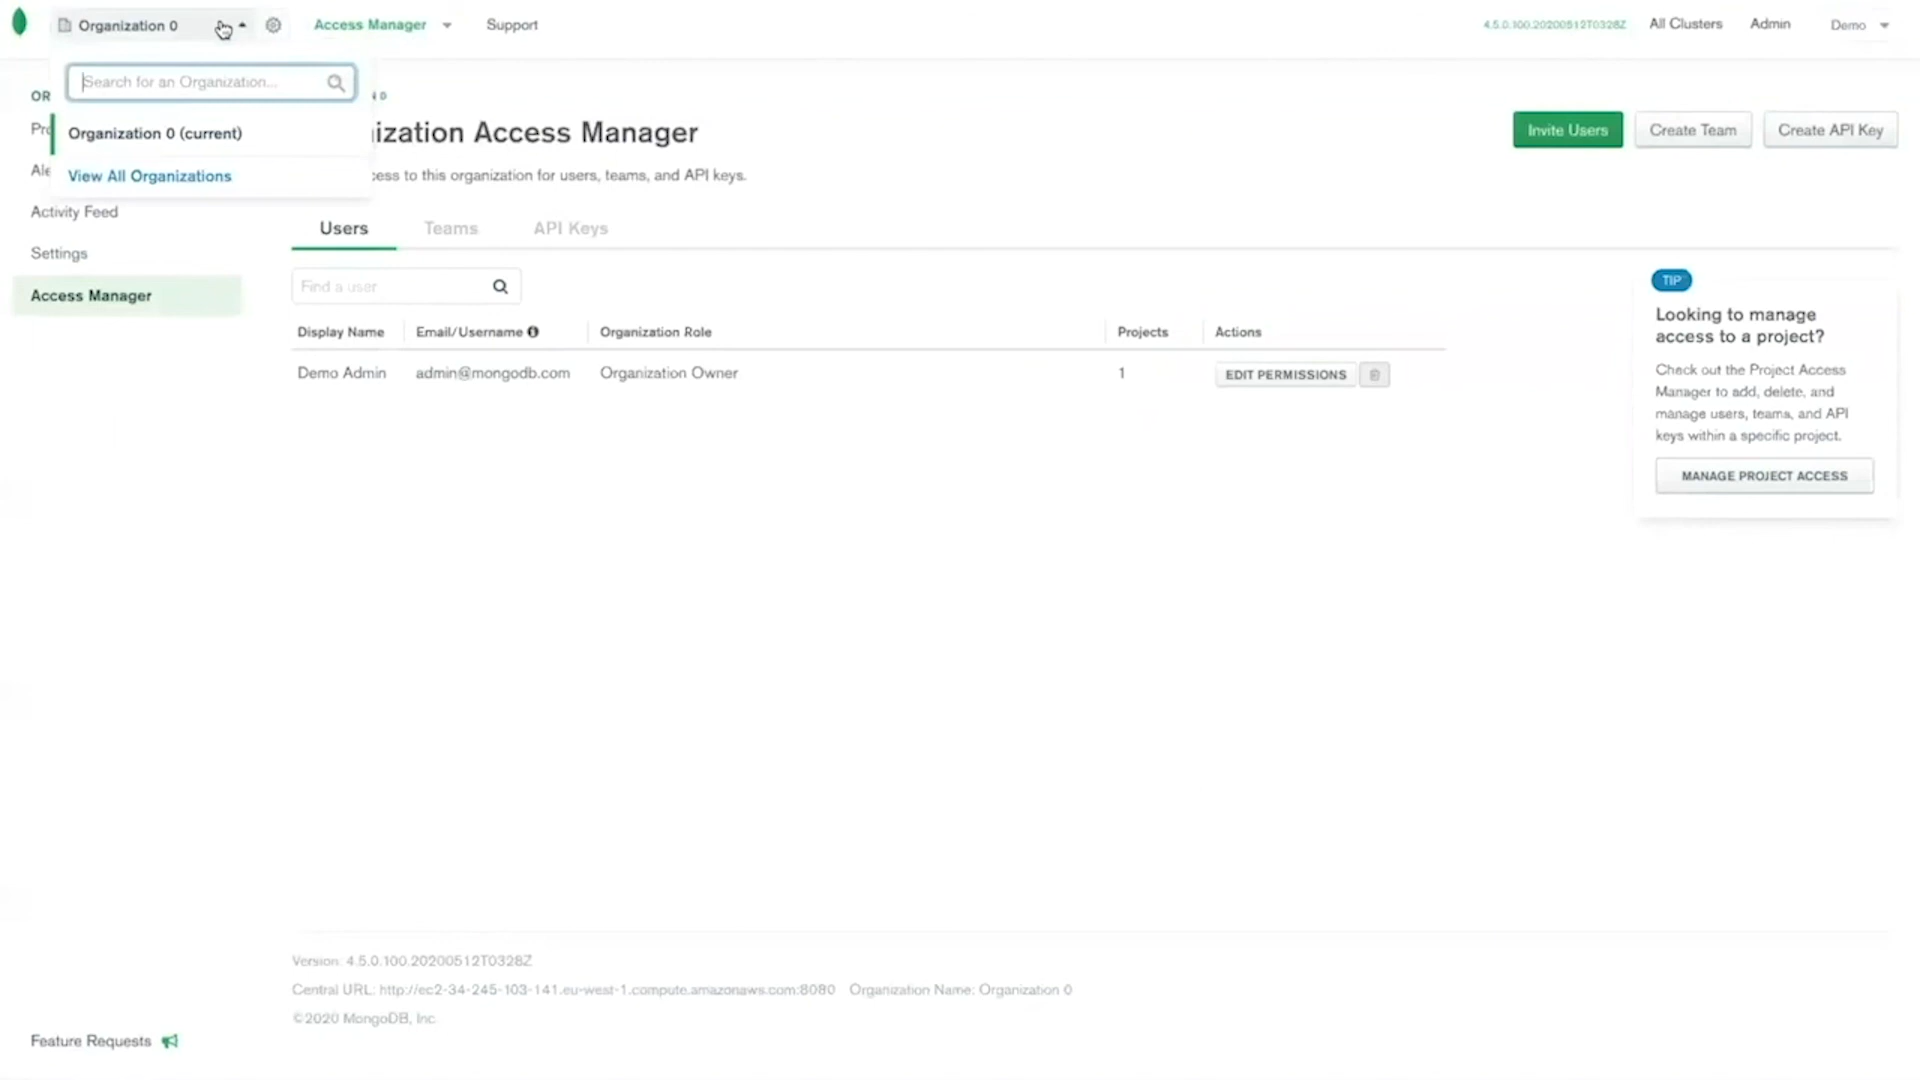 Organization 0
Access Manager
Support
4.5.0.100.20200512T0328Z
All Clusters
Admin
Demo
Search for an Organization...
OR
N 0
Organization 0 (current)
ization Access Manager
Invite Users
Create Team
Create API Key
Pro
Ale
View All Organizations
cess to this organization for users, teams, and API keys.
Activity Feed
Settings
Access Manager
Users
Teams
API Keys
Find a user
Display Name
Email/Username
Organization Role
Projects
Actions
Demo Admin
admin@mongodb.com
Organization Owner
1
EDIT PERMISSIONS
TIP
Looking to manage
access to a project?
Check out the Project Access
Manager to add, delete, and
manage users, teams, and API
keys within a specific project.
MANAGE PROJECT ACCESS
Version: 4.5.0.100.20200512T0328Z
Central URL: http://ec2-34-245-103-141.eu-west-1.compute.amazonaws.com:8080
Organization Name: Organization 0
©2020 MongoDB, Inc.
Feature Requests